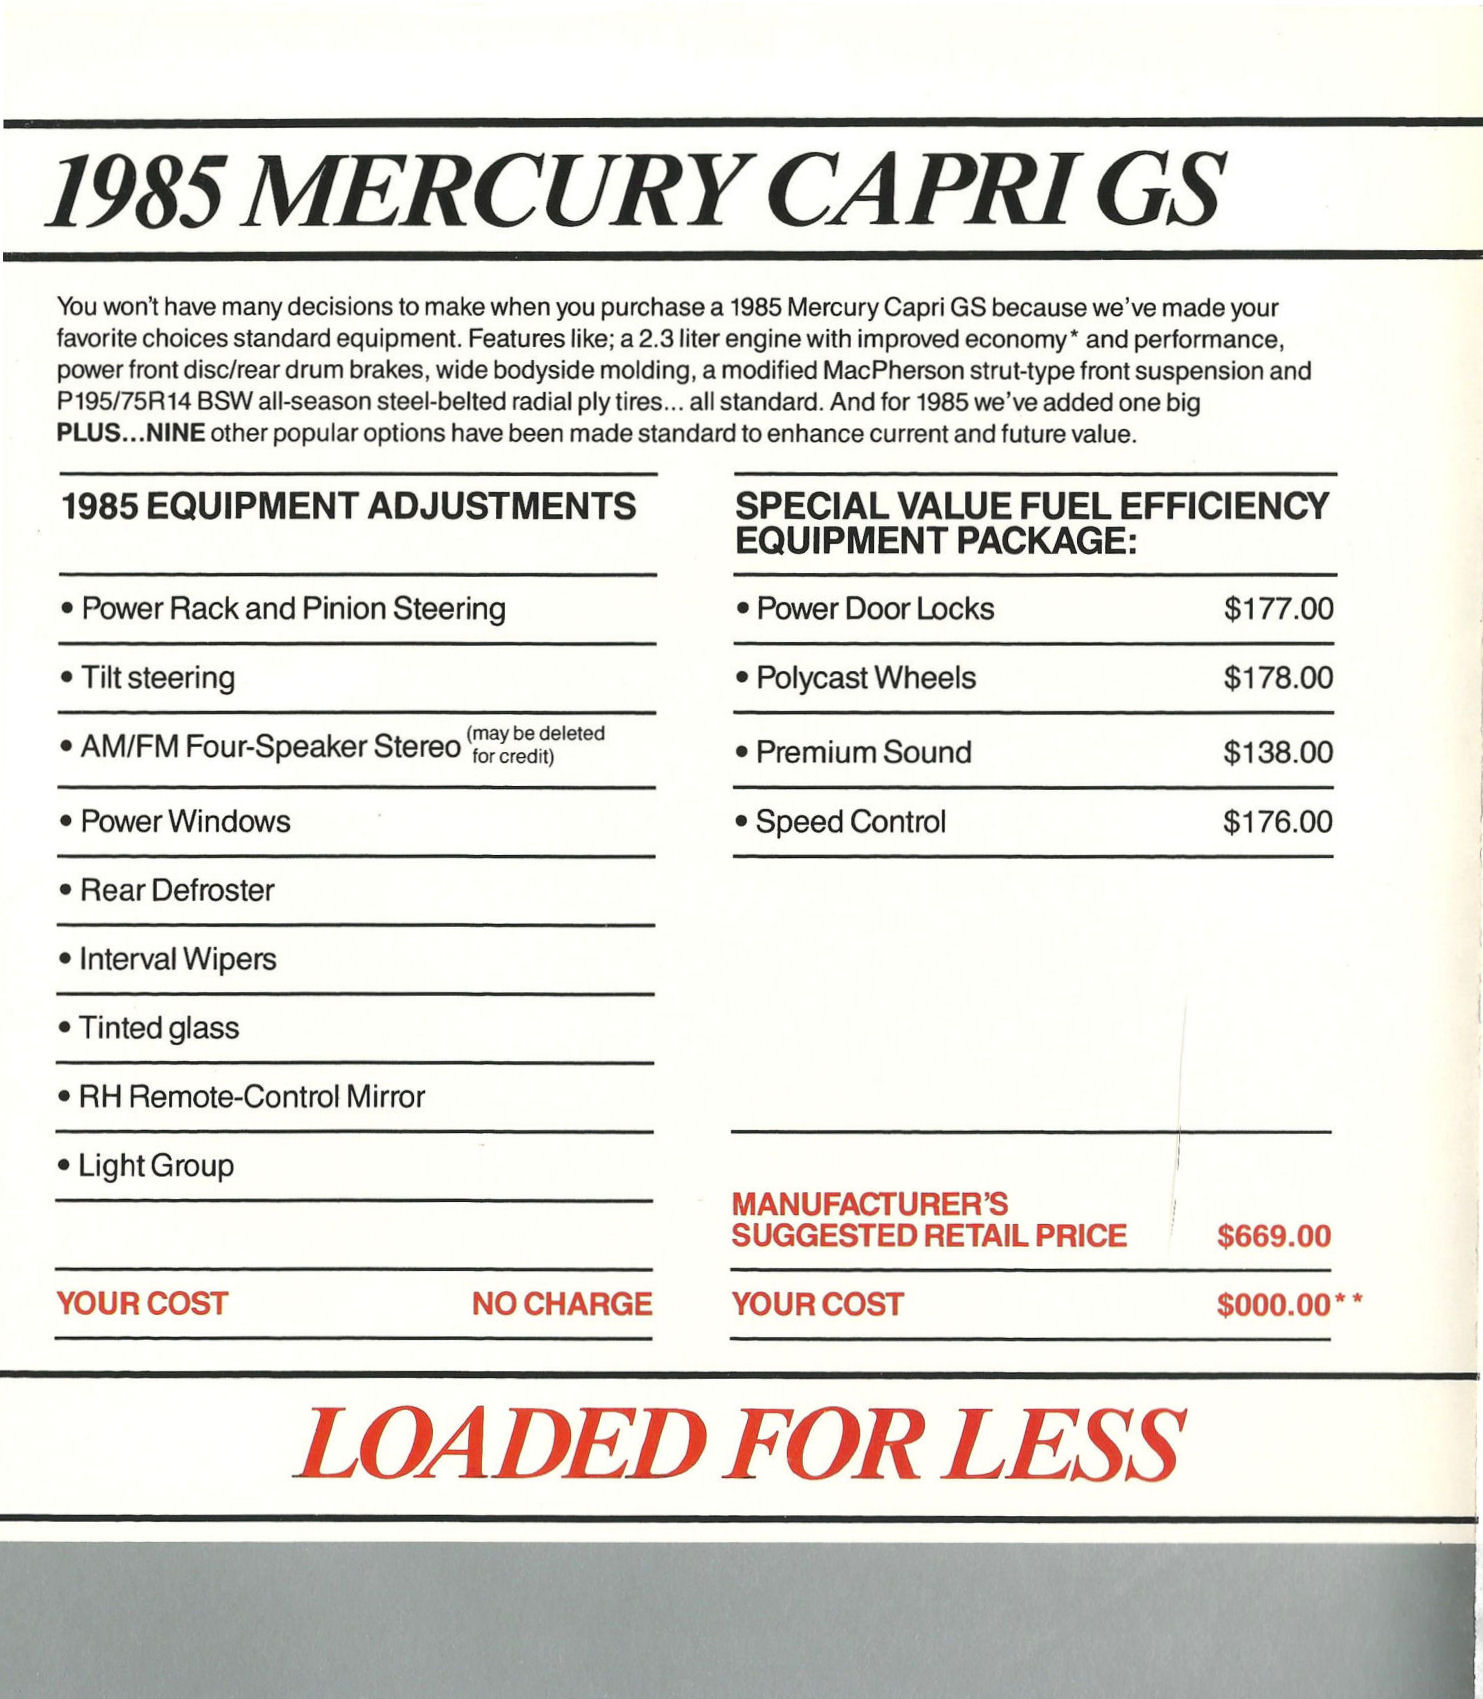 1985 MERCURY CAPRI GS
You won't have many decisions to make when you purchase a 1985 Mercury Capri GS because we've made your
favorite choices standard equipment. Features like; a 2.3 liter engine with improved economy* and performance,
power front disc/rear drum brakes, wide bodyside molding, a modified MacPherson strut-type front suspension and
P195/75R14 BSW all-season steel-belted radial ply tires... all standard. And for 1985 we've added one big
PLUS...NINE other popular options have been made standard to enhance current and future value.
1985 EQUIPMENT ADJUSTMENTS
• Power Rack and Pinion Steering
• Tilt steering
• AM/FM Four-Speaker Stereo (may be deleted
for credit)
• Power Windows
• Rear Defroster
• Interval Wipers
• Tinted glass
• RH Remote-Control Mirror
• Light Group
YOUR COST NO CHARGE
SPECIAL VALUE FUEL EFFICIENCY
EQUIPMENT PACKAGE:
• Power Door Locks $177.00
• Polycast Wheels $178.00
• Premium Sound $138.00
• Speed Control $176.00
MANUFACTURER'S
SUGGESTED RETAIL PRICE $669.00
YOUR COST $000.00**
LOADED FOR LESS